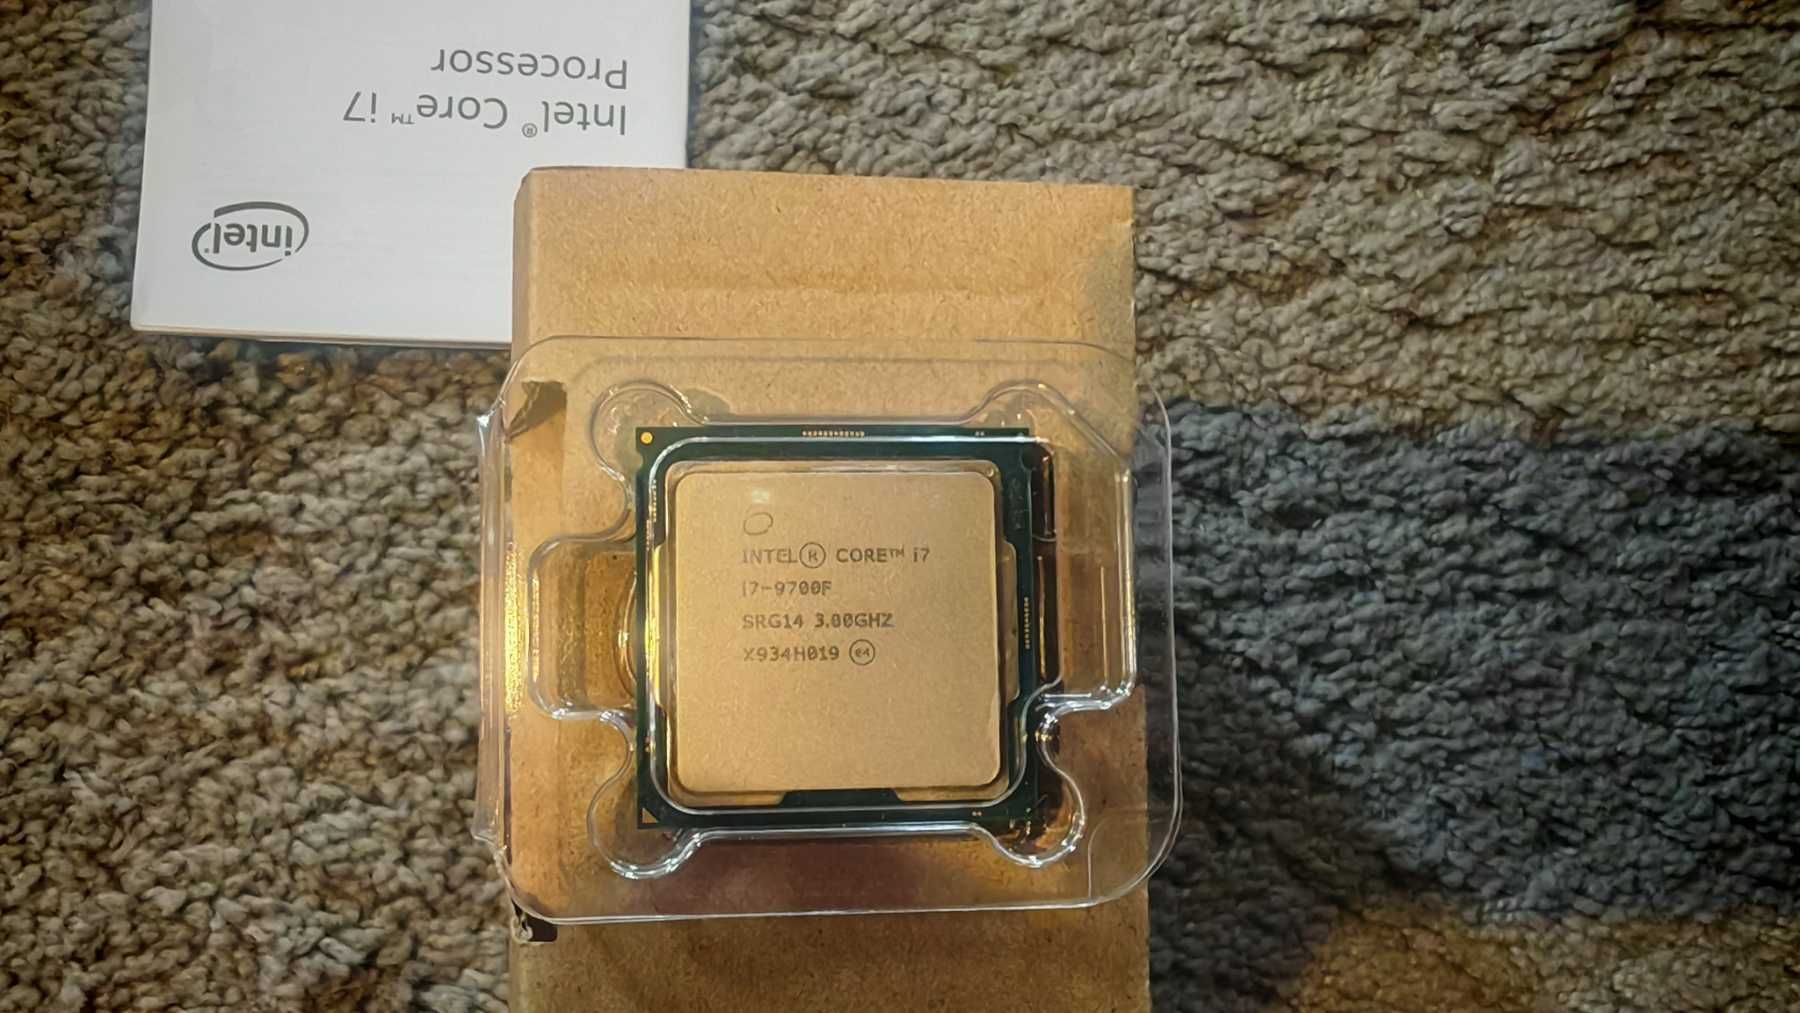 Intel® Core™ i7
Processor
intel
INTEL® CORE™ i7
i7-9700F
SRG14 3.00GHZ
X934H019 e4